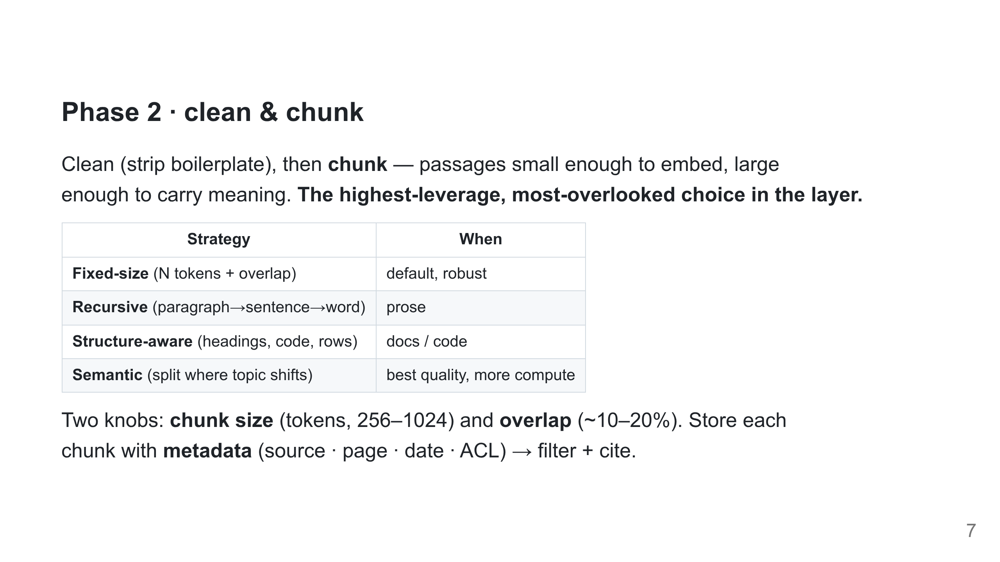 Phase 2 · clean & chunk
Clean (strip boilerplate), then chunk — passages small enough to embed, large
enough to carry meaning. The highest-leverage, most-overlooked choice in the layer.
Strategy When
Fixed-size (N tokens + overlap) default, robust
Recursive (paragraph→sentence→word) prose
Structure-aware (headings, code, rows) docs / code
Semantic (split where topic shifts) best quality, more compute
Two knobs: chunk size (tokens, 256–1024) and overlap (~10–20%). Store each
chunk with metadata (source · page · date · ACL) → filter + cite.
7